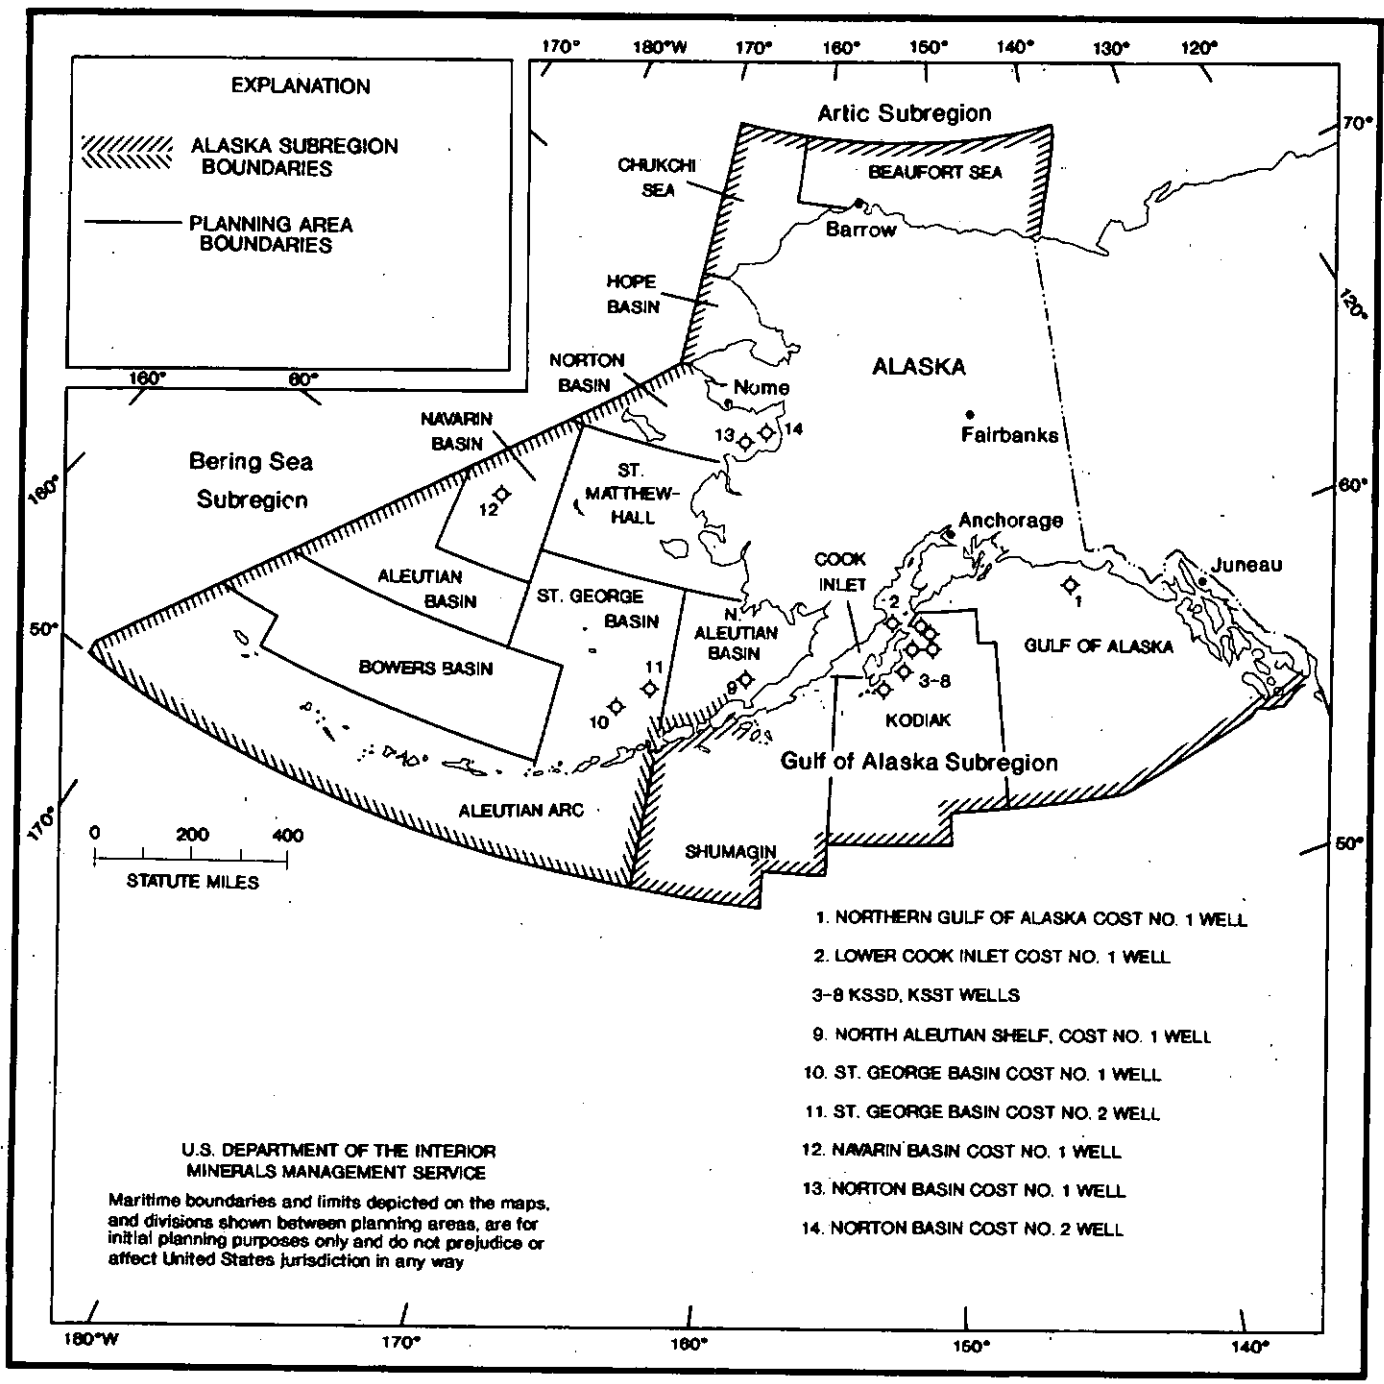 170° 180°W 170° 160° 150° 140° 130° 120°
EXPLANATION
ALASKA SUBREGION
BOUNDARIES
PLANNING AREA
BOUNDARIES
Artic Subregion
70°
CHUKCHI
SEA
BEAUFORT SEA
Barrow
HOPE
BASIN
120°
NORTON
BASIN
ALASKA
160° 80°
Nome
NAVARIN
BASIN
13 14
Fairbanks
Bering Sea
Subregion
160°
ST.
MATTHEW-
HALL
12
60°
Anchorage
COOK
INLET
Juneau
ALEUTIAN
BASIN
ST. GEORGE
BASIN
2
1
N.
ALEUTIAN
BASIN
50°
GULF OF ALASKA
BOWERS BASIN
11
9
3-8
10
KODIAK
Gulf of Alaska Subregion
ALEUTIAN ARC
170°
0 200 400
STATUTE MILES
SHUMAGIN
50°
1. NORTHERN GULF OF ALASKA COST NO. 1 WELL
2. LOWER COOK INLET COST NO. 1 WELL
3-8 KSSD, KSST WELLS
9. NORTH ALEUTIAN SHELF, COST NO. 1 WELL
10. ST. GEORGE BASIN COST NO. 1 WELL
11. ST. GEORGE BASIN COST NO. 2 WELL
12. NAVARIN BASIN COST NO. 1 WELL
13. NORTON BASIN COST NO. 1 WELL
14. NORTON BASIN COST NO. 2 WELL
U.S. DEPARTMENT OF THE INTERIOR
MINERALS MANAGEMENT SERVICE
Maritime boundaries and limits depicted on the maps,
and divisions shown between planning areas, are for
initial planning purposes only and do not prejudice or
affect United States jurisdiction in any way
180°W 170° 160° 150° 140°